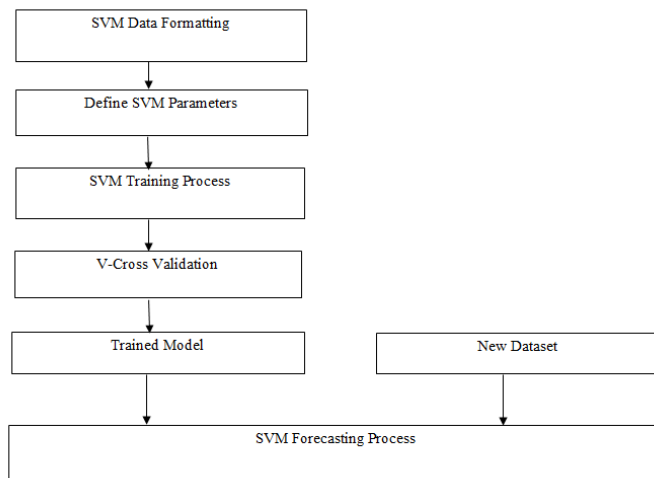 SVM Data Formatting
Define SVM Parameters
SVM Training Process
V-Cross Validation
Trained Model
New Dataset
SVM Forecasting Process